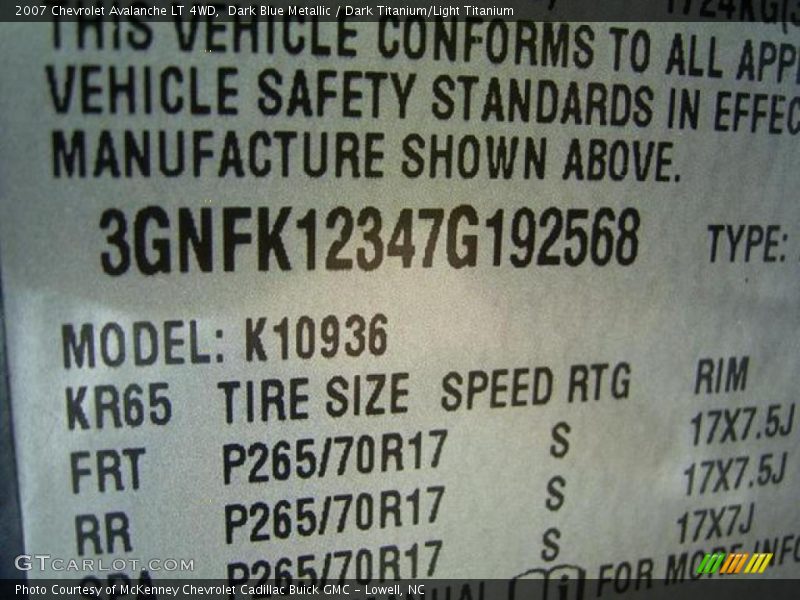 2007 Chevrolet Avalanche LT 4WD, Dark Blue Metallic / Dark Titanium/Light Titanium
THIS VEHICLE CONFORMS TO ALL APPL
VEHICLE SAFETY STANDARDS IN EFFEC
MANUFACTURE SHOWN ABOVE.
3GNFK12347G192568 TYPE:
MODEL: K10936
KR65 TIRE SIZE SPEED RTG RIM
FRT P265/70R17 S 17X7.5J
RR P265/70R17 S 17X7.5J
SPA P265/70R17 S 17X7J
FOR MORE INFO
GTCARLOT.COM
Photo Courtesy of McKenney Chevrolet Cadillac Buick GMC – Lowell, NC